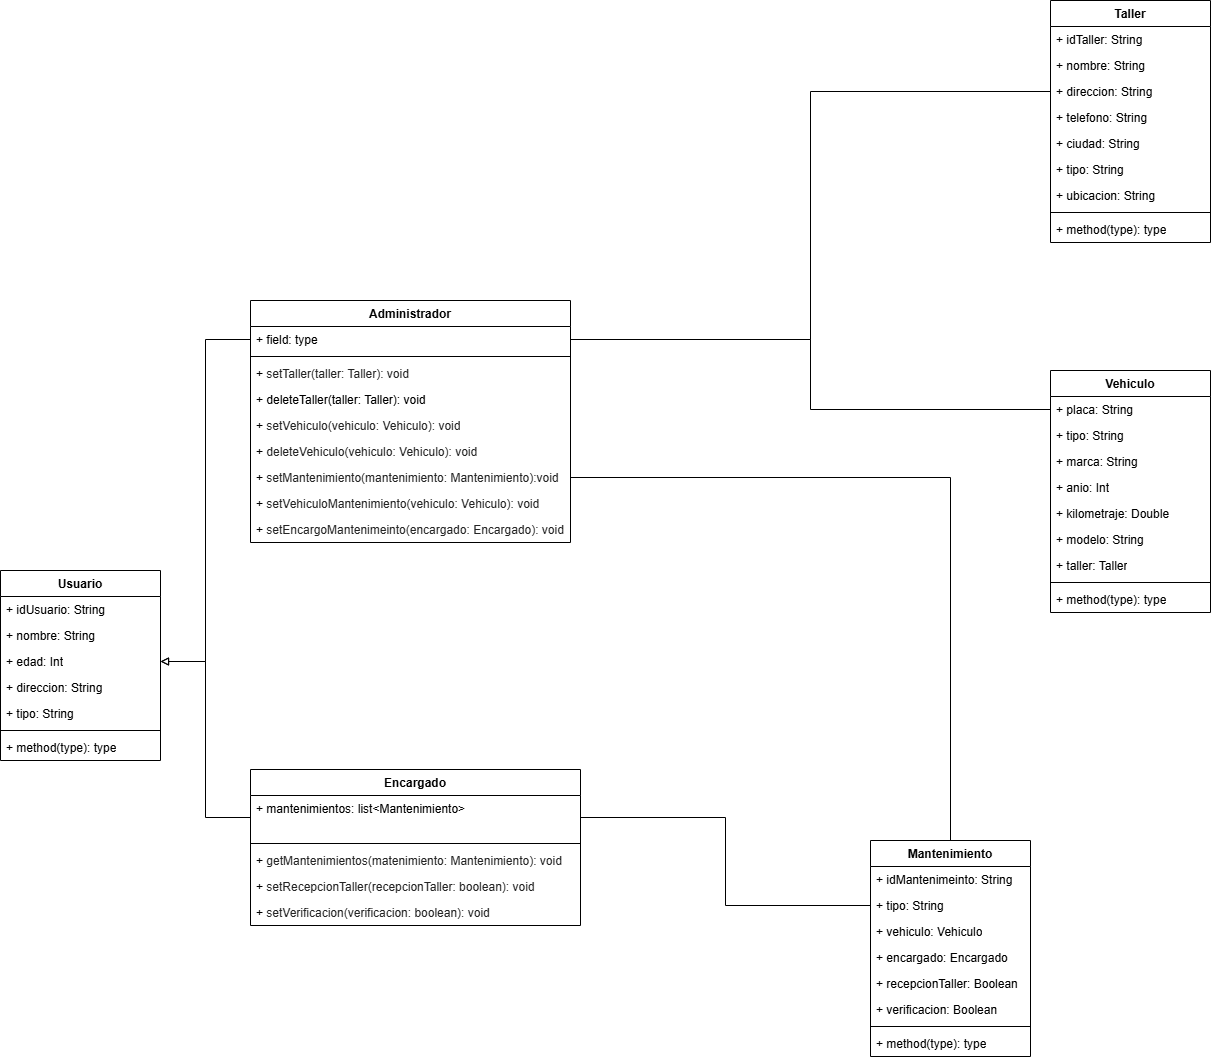 Taller
+ idTaller: String
+ nombre: String
+ direccion: String
+ telefono: String
+ ciudad: String
+ tipo: String
+ ubicacion: String
+ method(type): type
Administrador
+ field: type
+ setTaller(taller: Taller): void
+ deleteTaller(taller: Taller): void
+ setVehiculo(vehiculo: Vehiculo): void
+ deleteVehiculo(vehiculo: Vehiculo): void
+ setMantenimiento(mantenimiento: Mantenimiento):void
+ setVehiculoMantenimiento(vehiculo: Vehiculo): void
+ setEncargoMantenimeinto(encargado: Encargado): void
Vehiculo
+ placa: String
+ tipo: String
+ marca: String
+ anio: Int
+ kilometraje: Double
+ modelo: String
+ taller: Taller
+ method(type): type
Usuario
+ idUsuario: String
+ nombre: String
+ edad: Int
+ direccion: String
+ tipo: String
+ method(type): type
Encargado
+ mantenimientos: list<Mantenimiento>
+ getMantenimientos(matenimiento: Mantenimiento): void
+ setRecepcionTaller(recepcionTaller: boolean): void
+ setVerificacion(verificacion: boolean): void
Mantenimiento
+ idMantenimeinto: String
+ tipo: String
+ vehiculo: Vehiculo
+ encargado: Encargado
+ recepcionTaller: Boolean
+ verificacion: Boolean
+ method(type): type